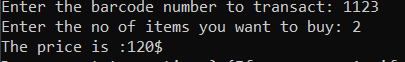 Enter the barcode number to transact: 1123
Enter the no of items you want to buy: 2
The price is :120$